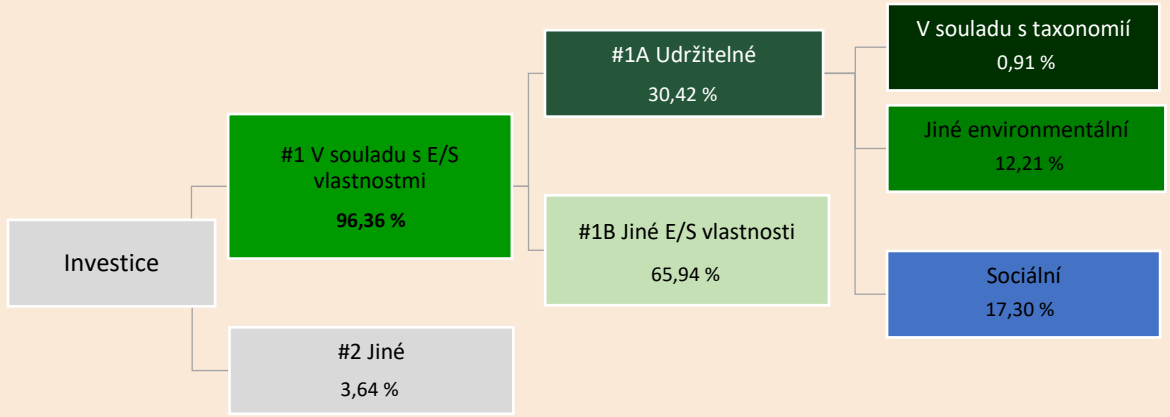 Investice
#1 V souladu s E/S
vlastnostmi
96,36 %
#2 Jiné
3,64 %
#1A Udržitelné
30,42 %
#1B Jiné E/S vlastnosti
65,94 %
V souladu s taxonomií
0,91 %
Jiné environmentální
12,21 %
Sociální
17,30 %